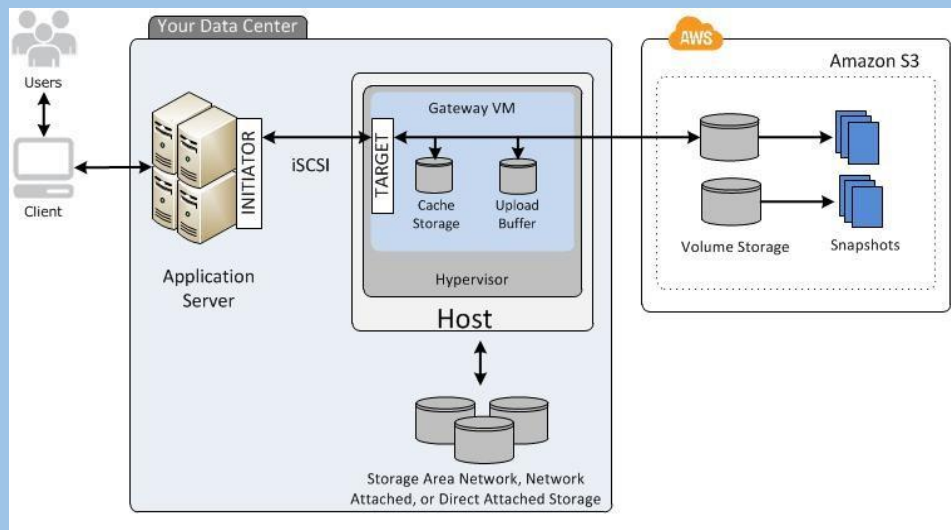 Your Data Center
Users
Client
Application
Server
INITIATOR
iSCSI
TARGET
Gateway VM
Cache
Storage
Upload
Buffer
Hypervisor
Host
Storage Area Network, Network
Attached, or Direct Attached Storage
AWS
Amazon S3
Volume Storage
Snapshots